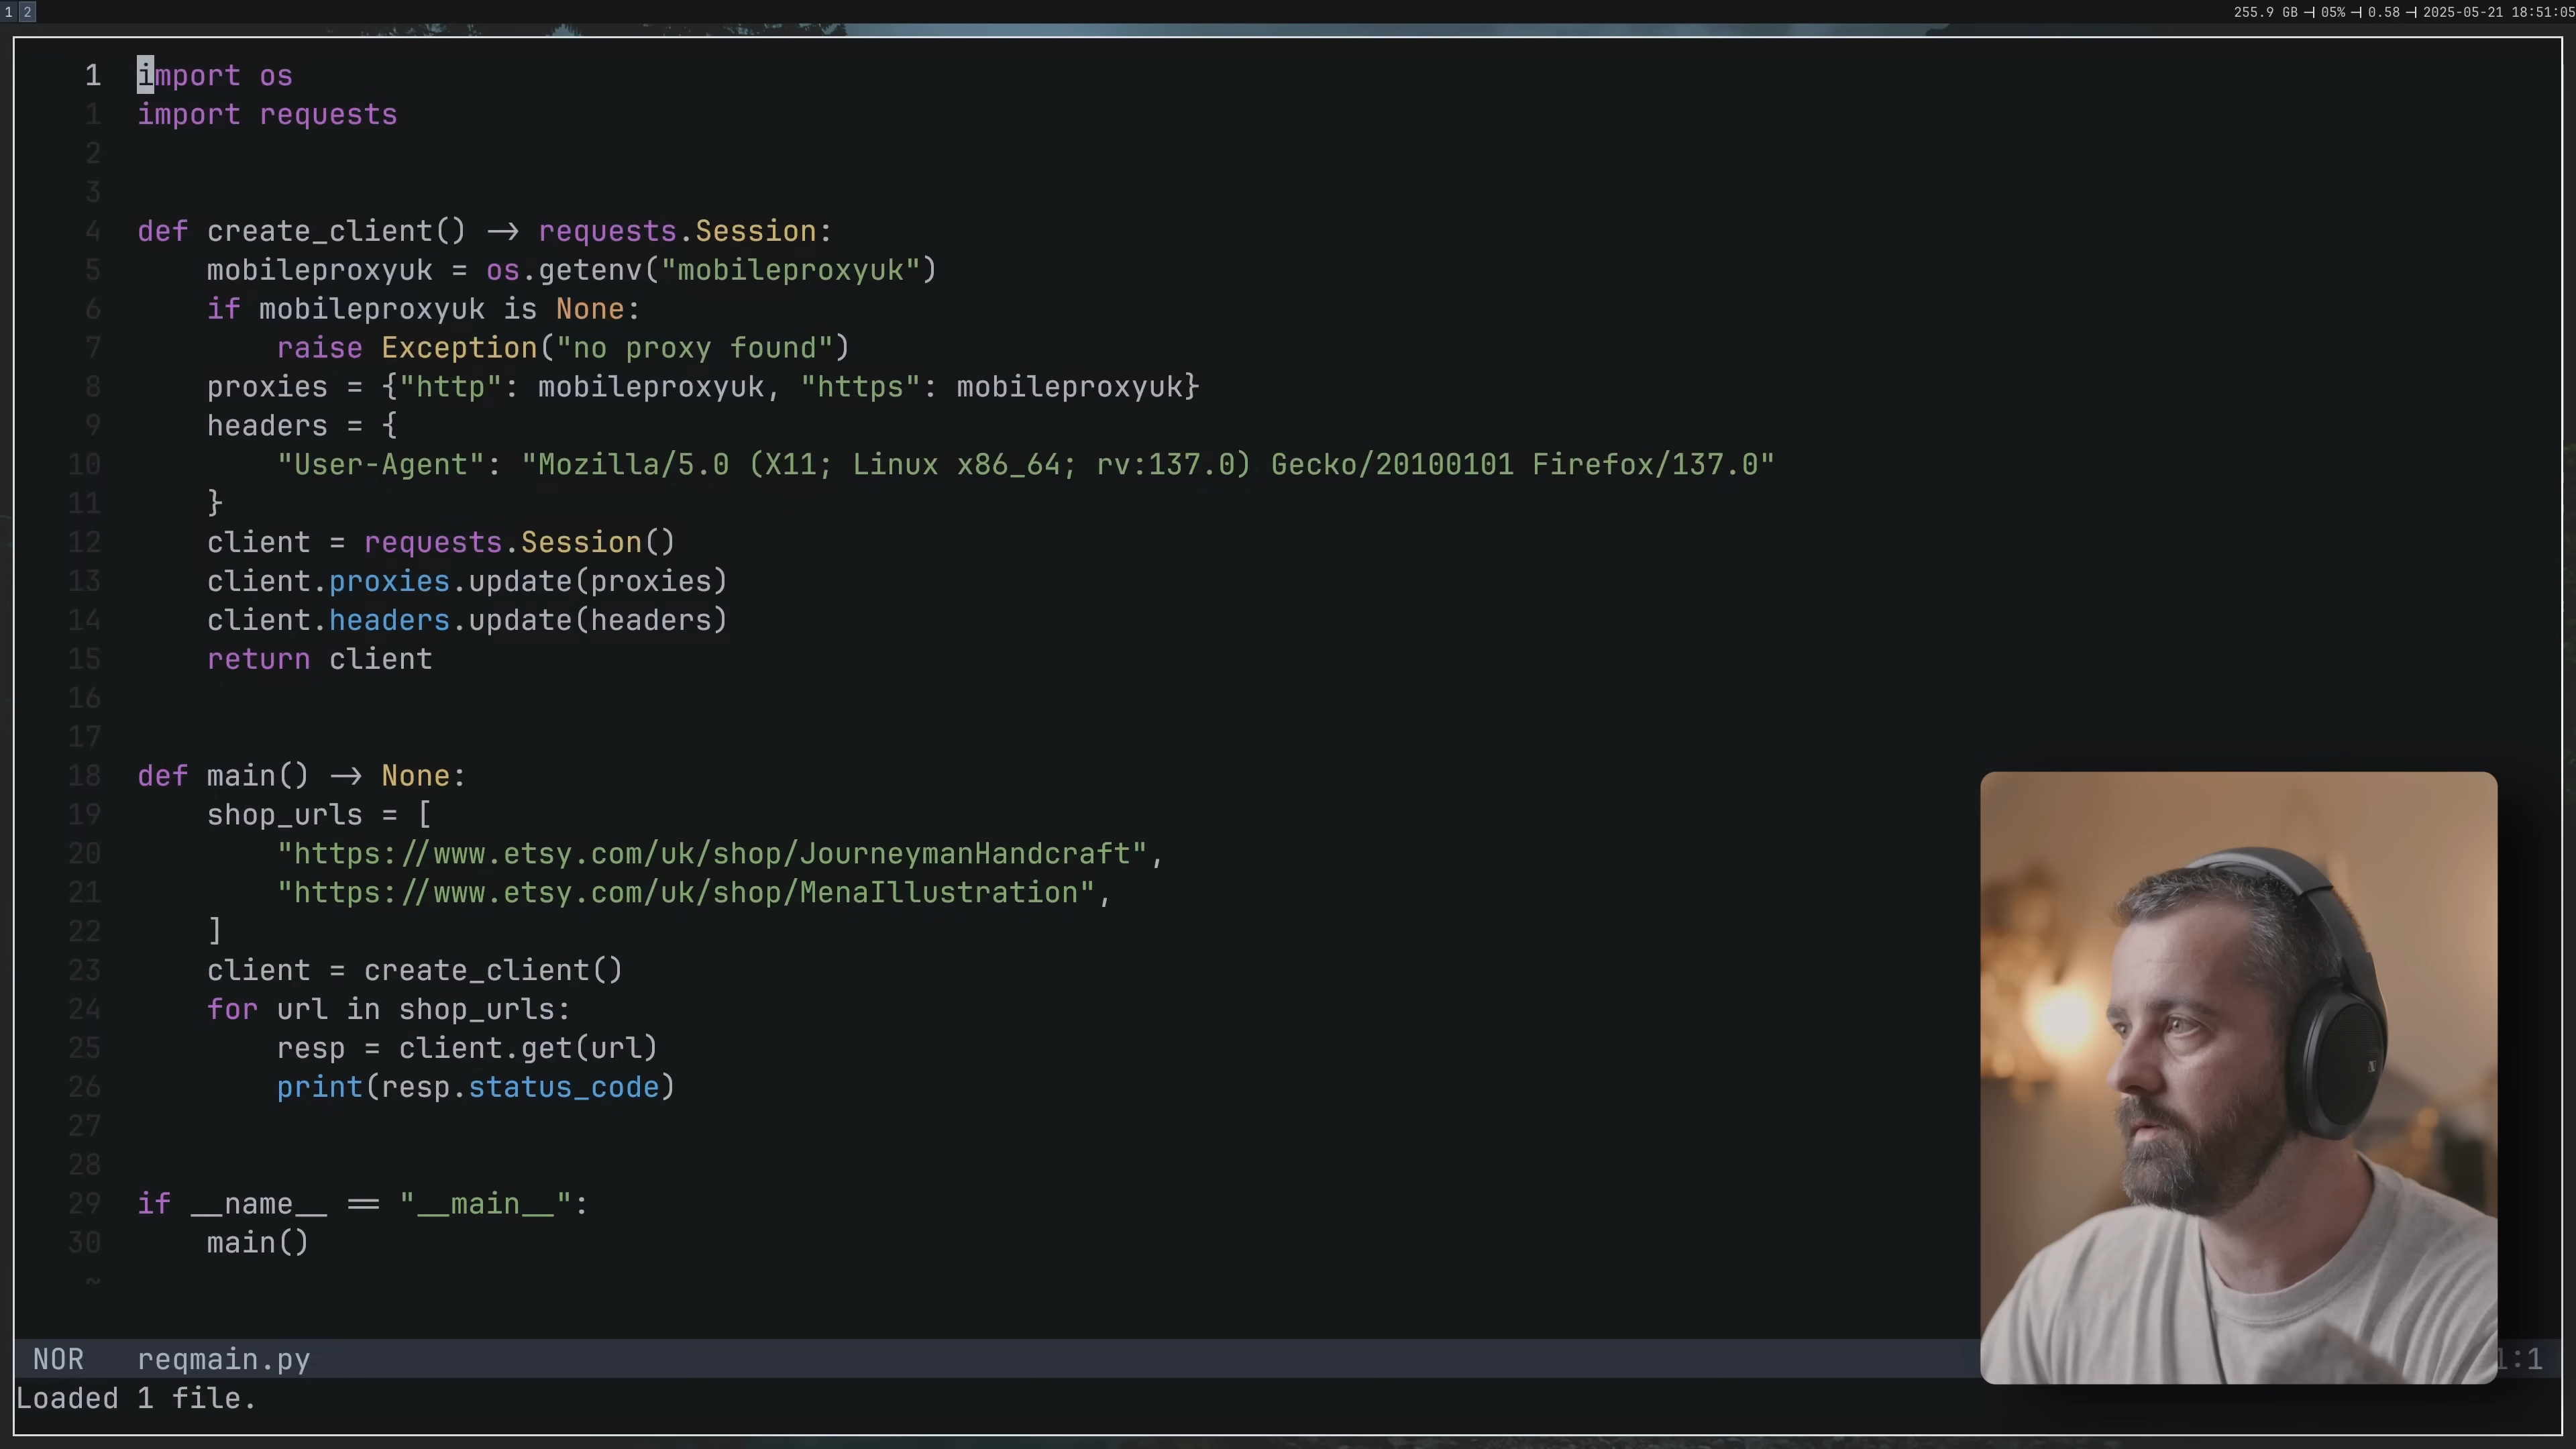 1 2
255.9 GB ⊣ 05% ⊣ 0.58 ⊣ 2025-05-21 18:51:05
1 import os
1 import requests
2
3
4 def create_client() -> requests.Session:
5     mobileproxyuk = os.getenv("mobileproxyuk")
6     if mobileproxyuk is None:
7         raise Exception("no proxy found")
8     proxies = {"http": mobileproxyuk, "https": mobileproxyuk}
9     headers = {
10         "User-Agent": "Mozilla/5.0 (X11; Linux x86_64; rv:137.0) Gecko/20100101 Firefox/137.0"
11     }
12     client = requests.Session()
13     client.proxies.update(proxies)
14     client.headers.update(headers)
15     return client
16
17
18 def main() -> None:
19     shop_urls = [
20         "https://www.etsy.com/uk/shop/JourneymanHandcraft",
21         "https://www.etsy.com/uk/shop/MenaIllustration",
22     ]
23     client = create_client()
24     for url in shop_urls:
25         resp = client.get(url)
26         print(resp.status_code)
27
28
29 if __name__ == "__main__":
30     main()
~
NOR reqmain.py 1:1
Loaded 1 file.